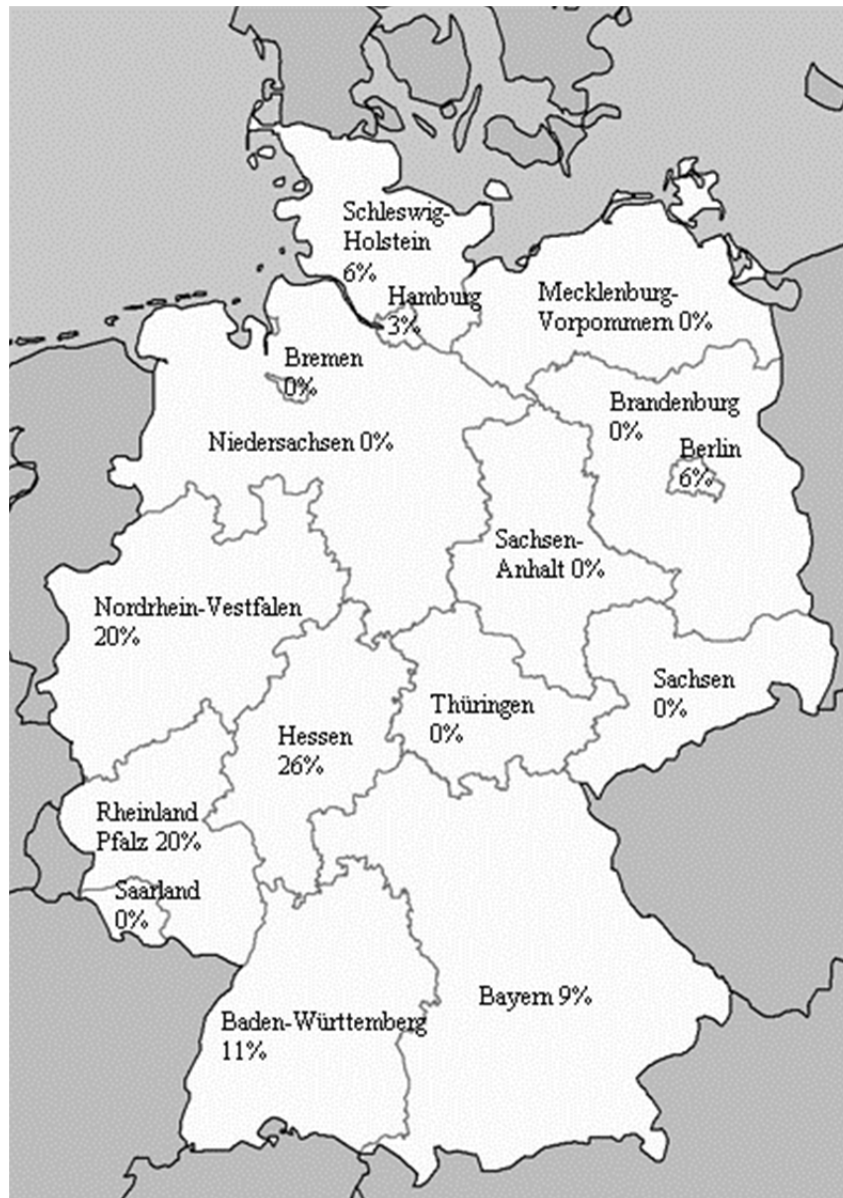 Schleswig-
Holstein
6%
Hamburg
3%
Mecklenburg-
Vorpommern 0%
Bremen
0%
Brandenburg
0%
Niedersachsen 0%
Berlin
6%
Sachsen-
Anhalt 0%
Nordrhein-Vestfalen
20%
Sachsen
0%
Thüringen
0%
Hessen
26%
Rheinland
Pfalz 20%
Saarland
0%
Bayern 9%
Baden-Württemberg
11%